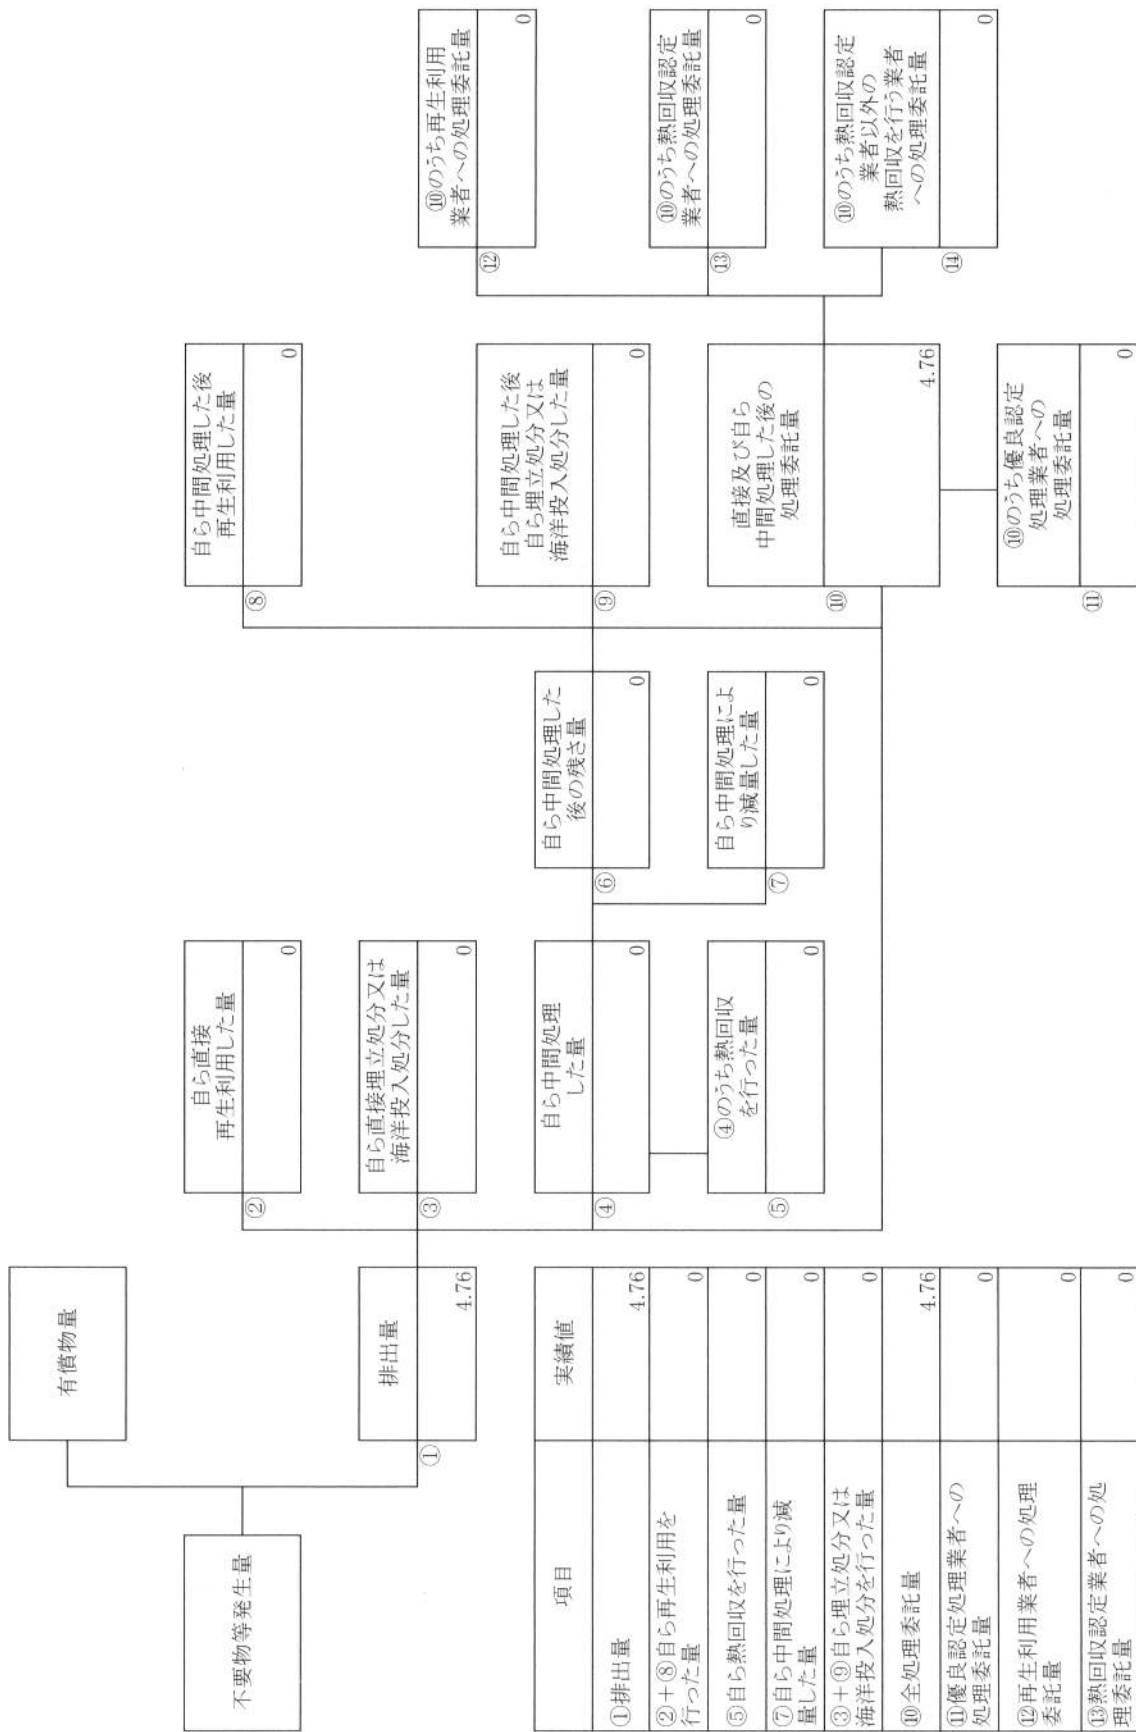 不要物等発生量
有償物量
①
排出量
4.76
②
自ら直接
再生利用した量
0
③
自ら直接埋立処分又は
海洋投入処分した量
0
④
自ら中間処理
した量
0
⑤
④のうち熱回収
を行った量
0
⑥
自ら中間処理した
後の残さ量
0
⑦
自ら中間処理によ
り減量した量
0
⑧
自ら中間処理した後
再生利用した量
0
⑨
自ら中間処理した後
自ら埋立処分又は
海洋投入処分した量
0
⑩
直接及び自ら
中間処理した後の
処理委託量
4.76
⑪
⑩のうち優良認定
処理業者への
処理委託量
0
⑫
⑩のうち再生利用
業者への処理委託量
0
⑬
⑩のうち熱回収認定
業者への処理委託量
0
⑭
⑩のうち熱回収認定
業者以外の
熱回収を行う業者
への処理委託量
0
項目 実績値
①排出量 4.76
②+⑧自ら再生利用を
行った量 0
⑤自ら熱回収を行った量 0
⑦自ら中間処理により減
量した量 0
③+⑨自ら埋立処分又は
海洋投入処分を行った量 0
⑩全処理委託量 4.76
⑪優良認定処理業者への
処理委託量 0
⑫再生利用業者への処理
委託量 0
⑬熱回収認定業者への処
理委託量 0